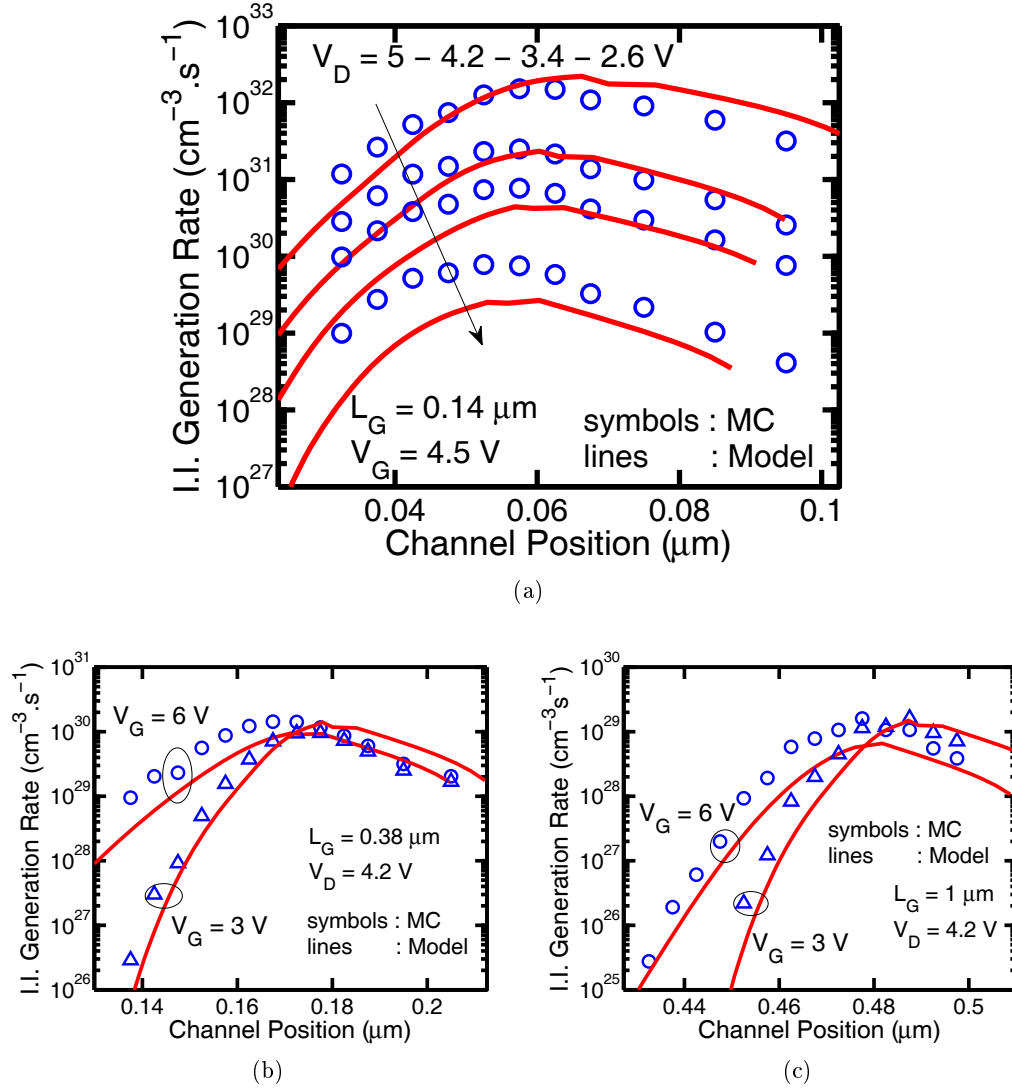 10^33
V_D = 5 – 4.2 – 3.4 – 2.6 V
10^32
10^31
10^30
10^29
10^28
10^27
I.I. Generation Rate (cm^−3.s^−1)
L_G = 0.14 μm
V_G = 4.5 V
symbols : MC
lines : Model
0.04 0.06 0.08 0.1
Channel Position (μm)
(a)
10^31
10^30
10^29
10^28
10^27
10^26
I.I. Generation Rate (cm^−3.s^−1)
V_G = 6 V
L_G = 0.38 μm
V_D = 4.2 V
V_G = 3 V
symbols : MC
lines : Model
0.14 0.16 0.18 0.2
Channel Position (μm)
(b)
10^30
10^29
10^28
10^27
10^26
10^25
I.I. Generation Rate (cm^−3s^−1)
V_G = 6 V
symbols : MC
lines : Model
L_G = 1 μm
V_G = 3 V
V_D = 4.2 V
0.44 0.46 0.48 0.5
Channel Position (μm)
(c)